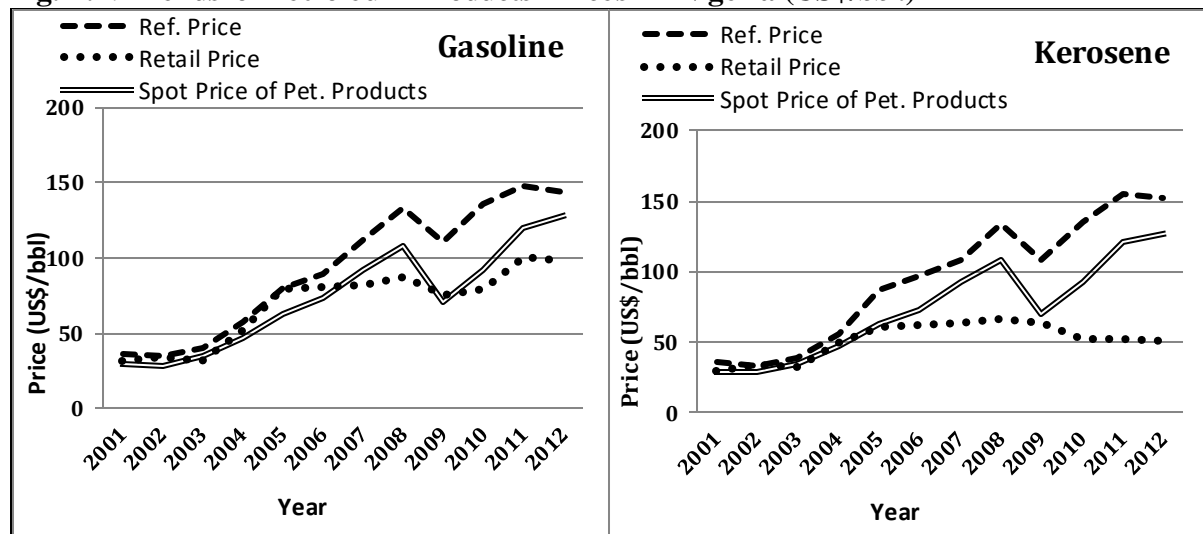 Gasoline
Ref. Price
Retail Price
Spot Price of Pet. Products
Price (US$/bbl)
200
150
100
50
0
2001 2002 2003 2004 2005 2006 2007 2008 2009 2010 2011 2012
Year
Kerosene
Ref. Price
Retail Price
Spot Price of Pet. Products
Price (US$/bbl)
200
150
100
50
0
2001 2002 2003 2004 2005 2006 2007 2008 2009 2010 2011 2012
Year